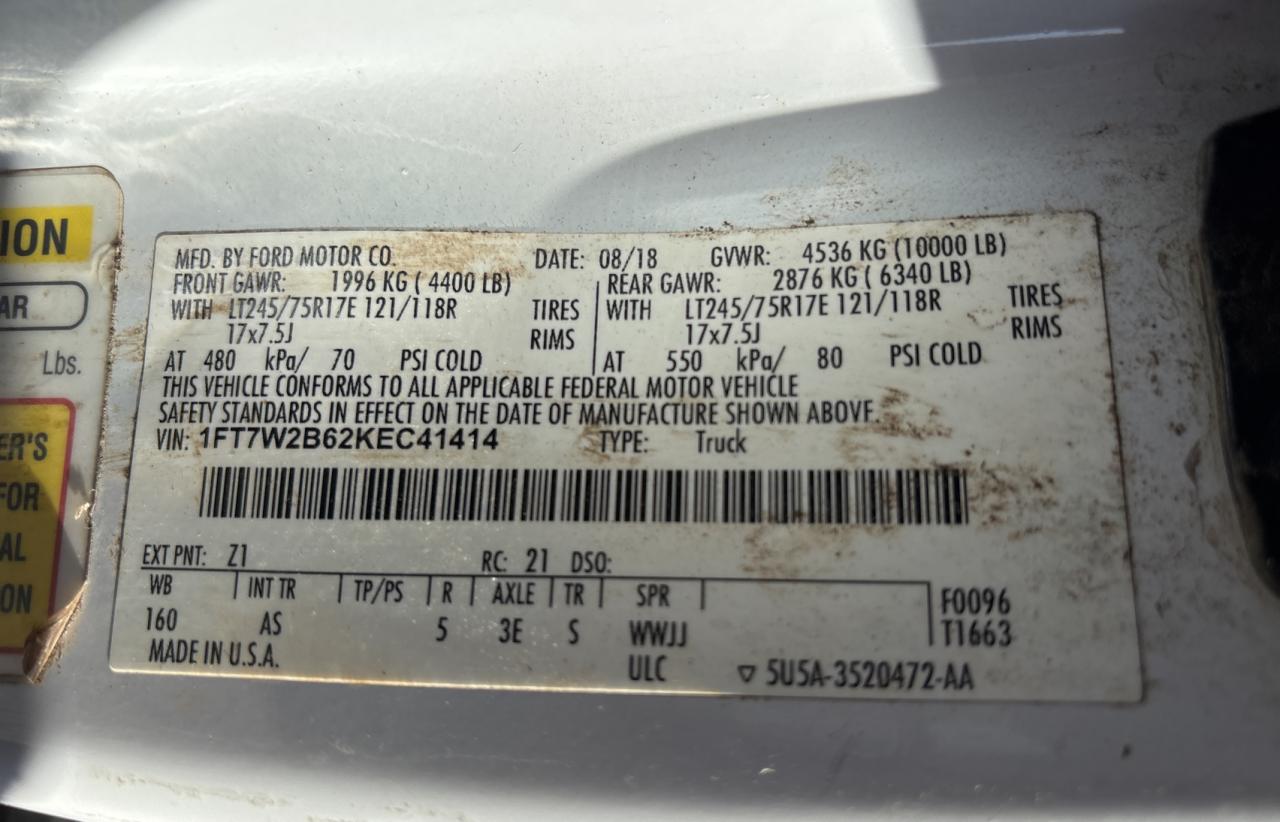 ION
AR
Lbs.
ER'S
FOR
AL
ON
MFD. BY FORD MOTOR CO. DATE: 08/18 GVWR: 4536 KG (10000 LB)
FRONT GAWR: 1996 KG ( 4400 LB) REAR GAWR: 2876 KG ( 6340 LB)
WITH LT245/75R17E 121/118R TIRES WITH LT245/75R17E 121/118R TIRES
17x7.5J RIMS 17x7.5J RIMS
AT 480 kPa/ 70 PSI COLD AT 550 kPa/ 80 PSI COLD
THIS VEHICLE CONFORMS TO ALL APPLICABLE FEDERAL MOTOR VEHICLE
SAFETY STANDARDS IN EFFECT ON THE DATE OF MANUFACTURE SHOWN ABOVE.
VIN: 1FT7W2B62KEC41414 TYPE: Truck
EXT PNT: Z1 RC: 21 DSO:
WB INT TR TP/PS R AXLE TR SPR F0096
160 AS 5 3E S WWJJ T1663
MADE IN U.S.A. ULC 5U5A-3520472-AA